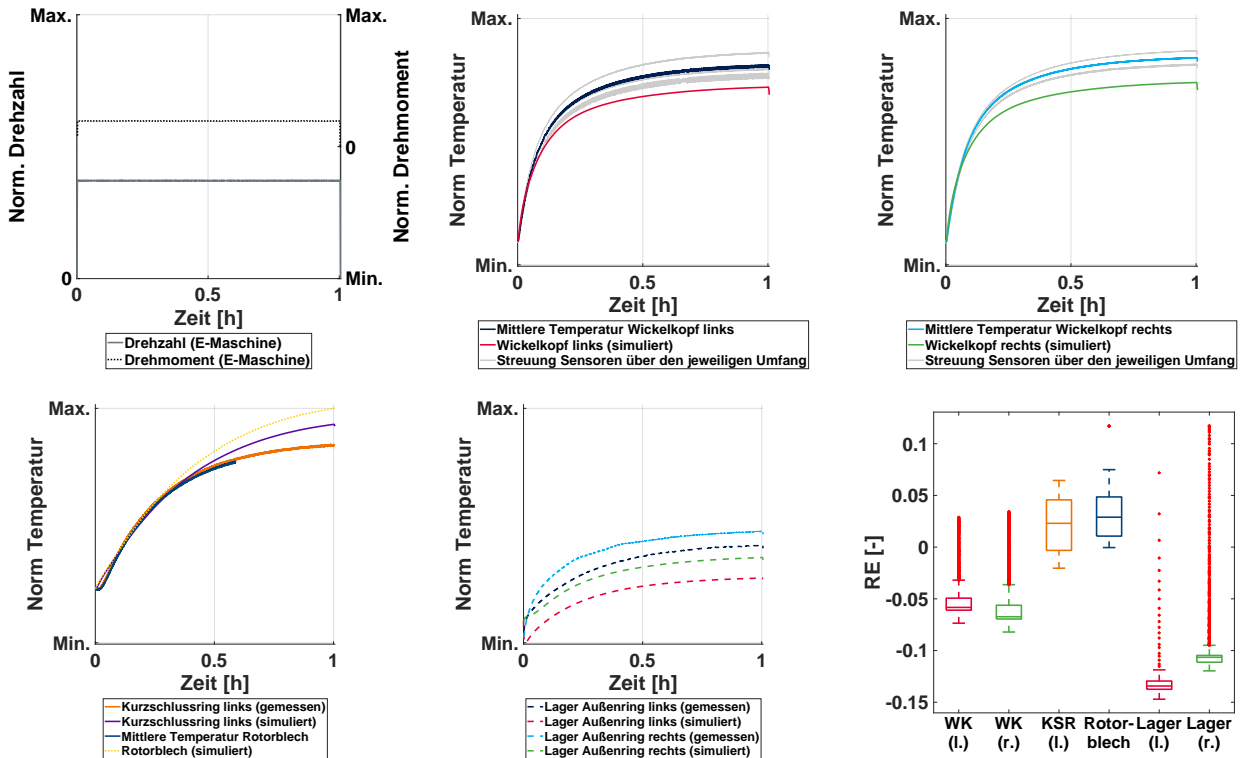 Max.
Max.
Norm. Drehzahl
0
Norm. Drehmoment
0
Min.
0
0.5
1
Zeit [h]
Drehzahl (E-Maschine)
Drehmoment (E-Maschine)
Max.
Norm Temperatur
Min.
0
0.5
1
Zeit [h]
Mittlere Temperatur Wickelkopf links
Wickelkopf links (simuliert)
Streuung Sensoren über den jeweiligen Umfang
Max.
Norm Temperatur
Min.
0
0.5
1
Zeit [h]
Mittlere Temperatur Wickelkopf rechts
Wickelkopf rechts (simuliert)
Streuung Sensoren über den jeweiligen Umfang
Max.
Norm Temperatur
Min.
0
0.5
1
Zeit [h]
Kurzschlussring links (gemessen)
Kurzschlussring links (simuliert)
Mittlere Temperatur Rotorblech
Rotorblech (simuliert)
Max.
Norm Temperatur
Min.
0
0.5
1
Zeit [h]
Lager Außenring links (gemessen)
Lager Außenring links (simuliert)
Lager Außenring rechts (gemessen)
Lager Außenring rechts (simuliert)
RE [-]
0.1
0.05
0
-0.05
-0.1
-0.15
WK WK KSR Rotor- Lager Lager
(l.) (r.) (l.) blech (l.) (r.)